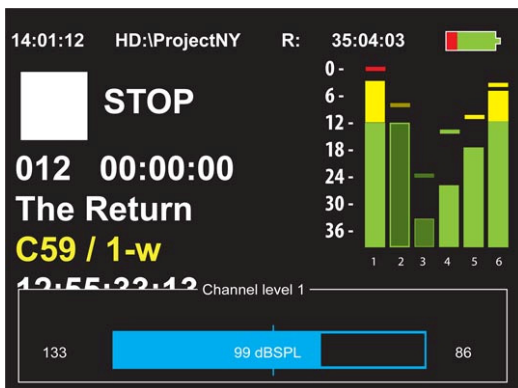 14:01:12 HD:\ProjectNY R: 35:04:03
STOP
012 00:00:00
The Return
C59 / 1-w
0 -
6 -
12 -
18 -
24 -
30 -
36 -
1 2 3 4 5 6
Channel level 1
133 99 dBSPL 86